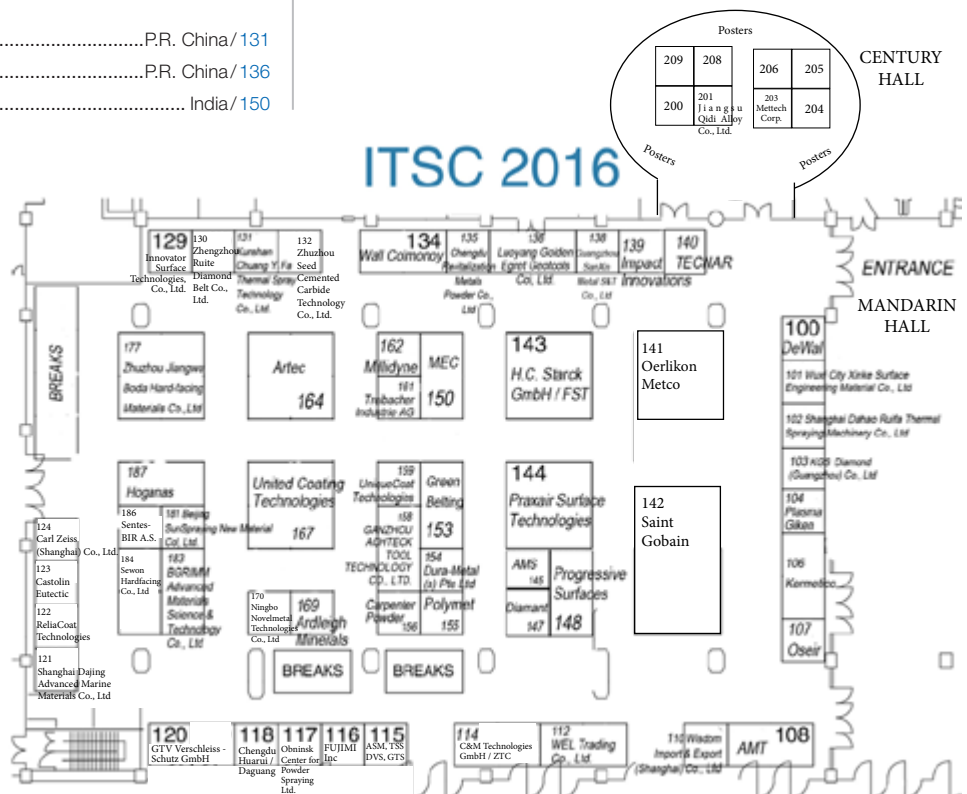 ..........................P.R. China/131
..........................P.R. China/136
.................................. India/150
Posters
CENTURY
HALL
209
208
206
205
200
201
Jiangsu
Qidi Alloy
Co., Ltd.
203
Mettech
Corp.
204
Posters
Posters
ITSC 2016
ENTRANCE
MANDARIN
HALL
129
Innovator
Surface
Technologies,
Co., Ltd.
130
Zhengzhou
Ruite
Diamond
Belt Co.,
Ltd.
131
Kunshan
Chuang Yi Fa
Thermal Spray
Technology
Co., Ltd.
132
Zhuzhou
Seed
Cemented
Carbide
Technology
Co., Ltd.
134
Wall Comonoy
135
Chengdu
Revitalization
Metals
Powder Co.,
Ltd
136
Luoyang Golden
Egret Geotools
Co, Ltd.
138
Guangzhou
SanXin
Metal S&T
Co., Ltd
139
Impact
Innovations
140
TECNAR
BREAKS
177
Zhuzhou Jiangwu
Boda Hard-facing
Materials Co., Ltd
Artec
164
162
Millidyne
161
Treibacher
Industrie AG
MEC
150
143
H.C. Starck
GmbH / FST
141
Oerlikon
Metco
100
DeWal
101 Wuxi City Xinke Surface
Engineering Material Co., Ltd
102 Shanghai Dahao Ruifa Thermal
Spraying Machinery Co., Ltd
103 KGS Diamond
(Guangzhou) Co., Ltd
104
Plasma
Giken
106
Kermetico
107
Oseir
187
Hoganas
186
Sentes-
BIR A.S.
181 Beijing
SunSpraying New Material
Co., Ltd.
184
Sewon
Hardfacing
Co., Ltd
183
BGRIMM
Advanced
Materials
Science &
Technology
Co., Ltd
United Coating
Technologies
167
170
Ningbo
Novelmetal
Technologies
Co., Ltd
169
Ardleigh
Minerals
159
UniqueCoat
Technologies
158
GANZHOU
ACHTECK
TOOL
TECHNOLOGY
CO., LTD.
Green
Belting
153
154
Dura-Metal
(s) Pte Ltd
Carpenter
Powder
156
Polymet
155
144
Praxair Surface
Technologies
AMS
145
Diamant
147
Progressive
Surfaces
148
142
Saint
Gobain
124
Carl Zeiss
(Shanghai) Co., Ltd.
123
Castolin
Eutectic
122
ReliaCoat
Technologies
121
Shanghai Dajing
Advanced Marine
Materials Co., Ltd
BREAKS
BREAKS
120
GTV Verschleiss -
Schutz GmbH
118
Chengdu
Huarui /
Daguang
117
Obninsk
Center for
Powder
Spraying
Ltd.
116
FUJIMI
Inc
115
ASM, TSS
DVS, GTS
114
C&M Technologies
GmbH / ZTC
112
WEL Trading
Co., Ltd.
110 Wisdom
Import & Export
(Shanghai) Co., Ltd
AMT
108